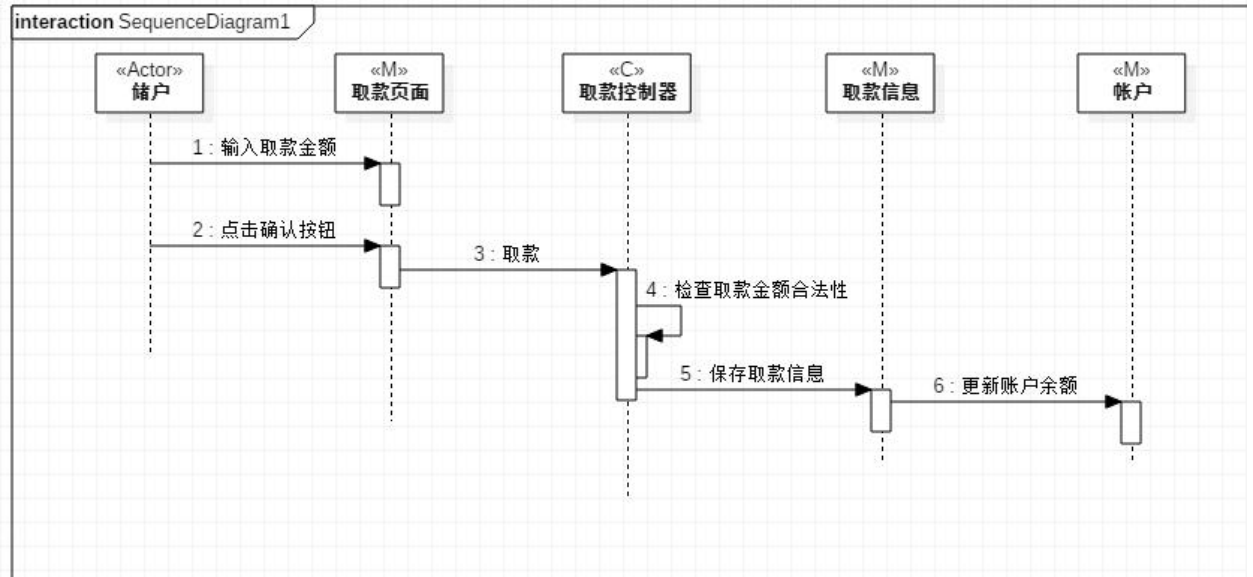 interaction SequenceDiagram1
«Actor»
储户
«M»
取款页面
«C»
取款控制器
«M»
取款信息
«M»
帐户
1 : 输入取款金额
2 : 点击确认按钮
3 : 取款
4 : 检查取款金额合法性
5 : 保存取款信息
6 : 更新账户余额